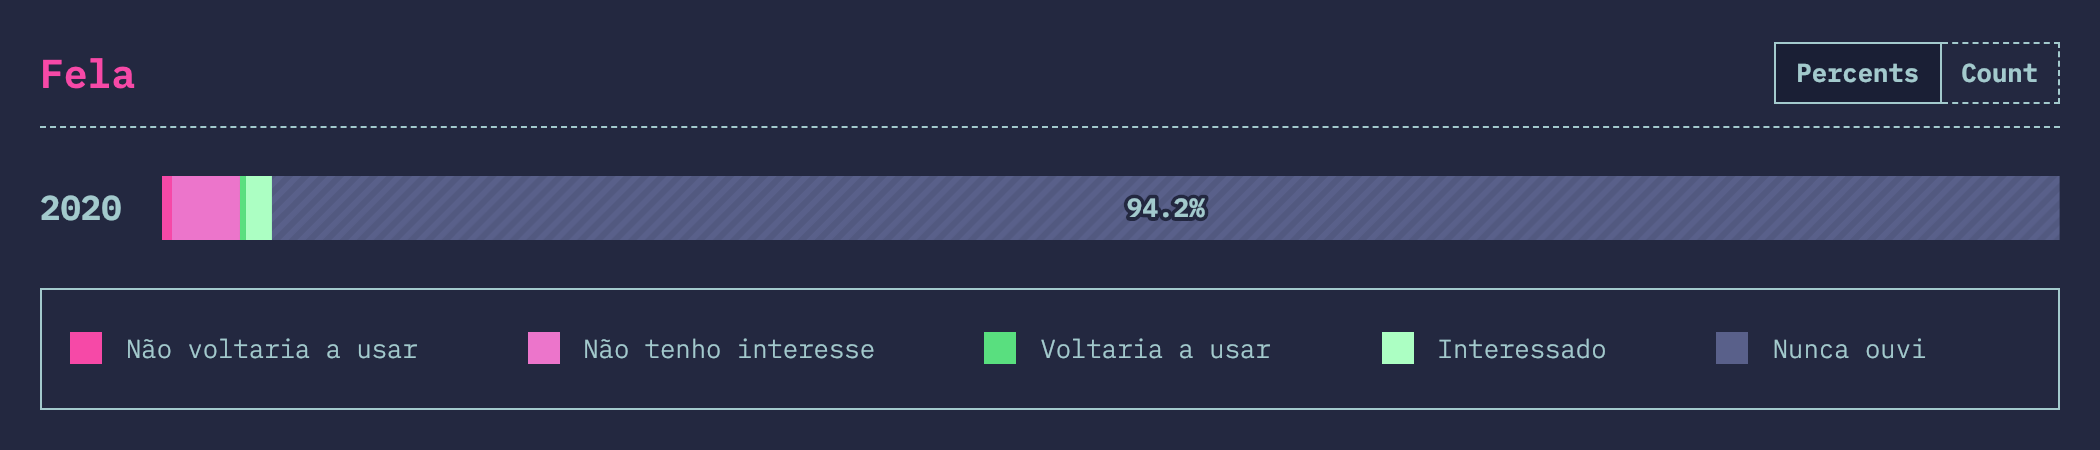 Fela
Percents Count
2020 94.2%
Não voltaria a usar Não tenho interesse Voltaria a usar Interessado Nunca ouvi